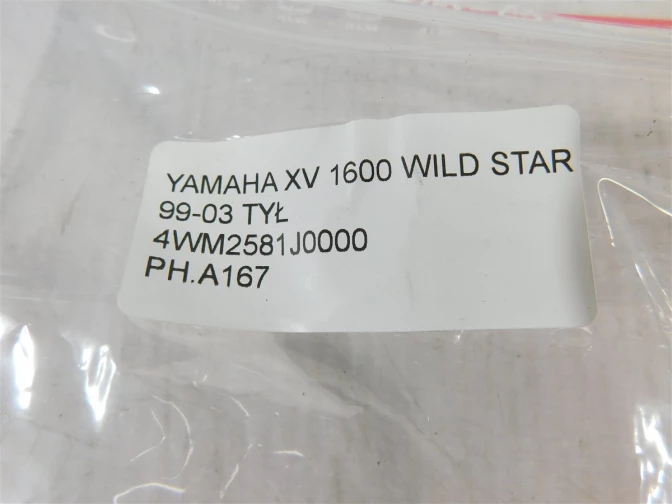 YAMAHA XV 1600 WILD STAR
99-03 TYŁ
4WM2581J0000
PH.A167